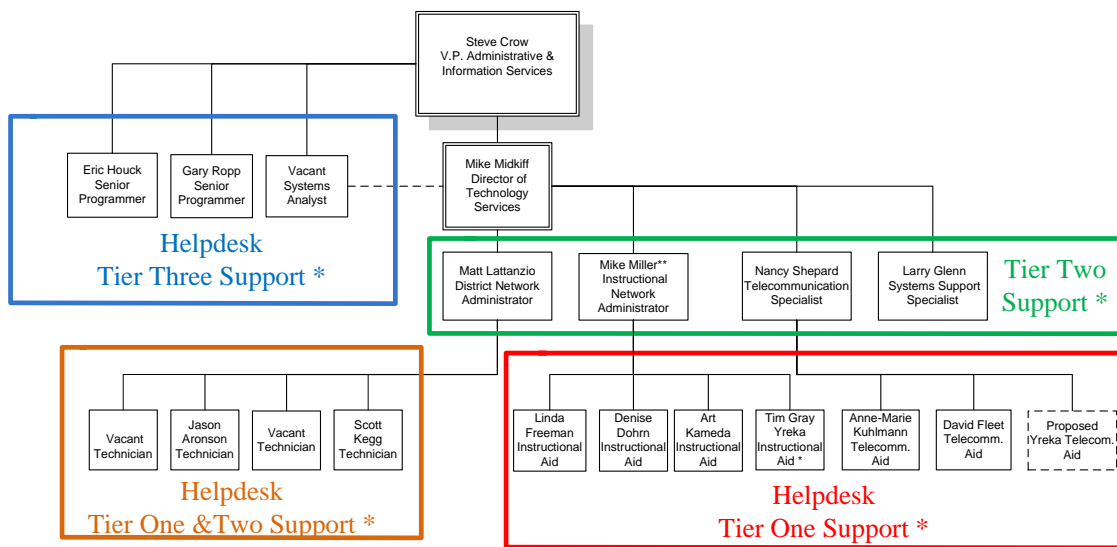 Steve Crow
V.P. Administrative &
Information Services
Eric Houck
Senior
Programmer
Gary Ropp
Senior
Programmer
Vacant
Systems
Analyst
Mike Midkiff
Director of
Technology
Services
Helpdesk
Tier Three Support *
Matt Lattanzio
District Network
Administrator
Mike Miller**
Instructional
Network
Administrator
Nancy Shepard
Telecommunication
Specialist
Larry Glenn
Systems Support
Specialist
Tier Two
Support *
Vacant
Technician
Jason
Aronson
Technician
Vacant
Technician
Scott
Kegg
Technician
Helpdesk
Tier One &Two Support *
Linda
Freeman
Instructional
Aid
Denise
Dohrn
Instructional
Aid
Art
Kameda
Instructional
Aid
Tim Gray
Yreka
Instructional
Aid *
Anne-Marie
Kuhlmann
Telecomm.
Aid
David Fleet
Telecomm.
Aid
Proposed
Yreka Telecom.
Aid
Helpdesk
Tier One Support *